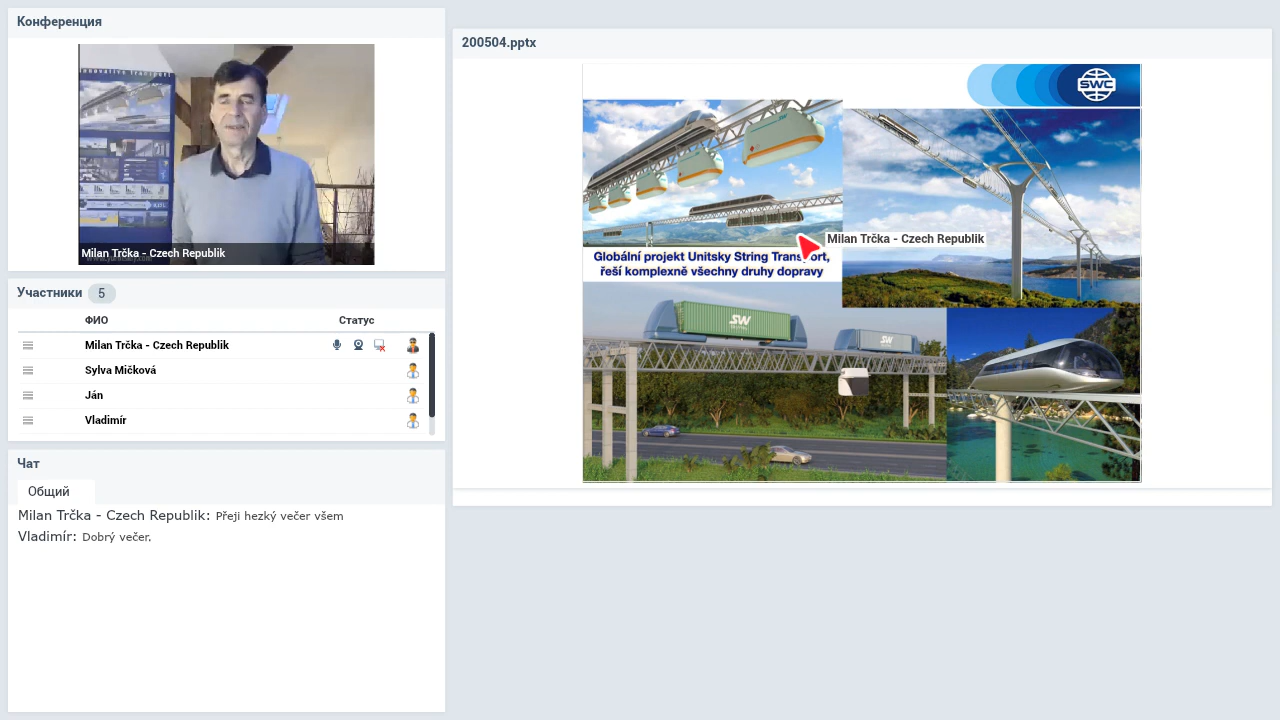 Конференция
Innovative Transport
Milan Trčka - Czech Republik
Участники 5
ФИО Статус
Milan Trčka - Czech Republik
Sylva Mičková
Ján
Vladimír
Чат
Общий
Milan Trčka - Czech Republik: Přeji hezký večer všem
Vladimír: Dobrý večer.
200504.pptx
SWC
Milan Trčka - Czech Republik
Globální projekt Unitsky String Transport,
řeší komplexně všechny druhy dopravy
SW
SW